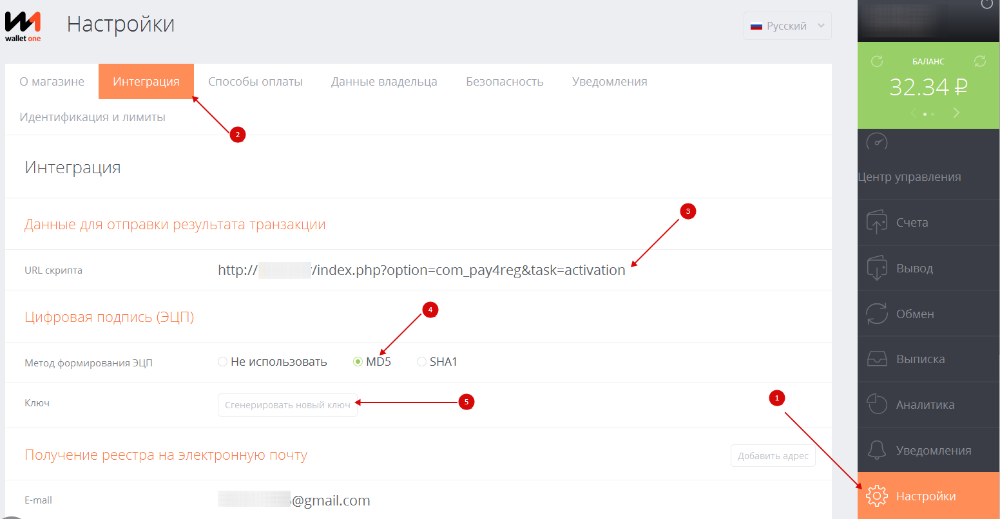 wallet one
Настройки
Русский
О магазине
Интеграция
Способы оплаты
Данные владельца
Безопасность
Уведомления
Идентификация и лимиты
2
Интеграция
Данные для отправки результата транзакции
3
URL скрипта
http:// /index.php?option=com_pay4reg&task=activation
Цифровая подпись (ЭЦП)
4
Метод формирования ЭЦП
Не использовать
MD5
SHA1
Ключ
Сгенерировать новый ключ
5
Получение реестра на электронную почту
Добавить адрес
E-mail
@gmail.com
БАЛАНС
32.34 ₽
Центр управления
Счета
Вывод
Обмен
Выписка
Аналитика
1
Уведомления
Настройки